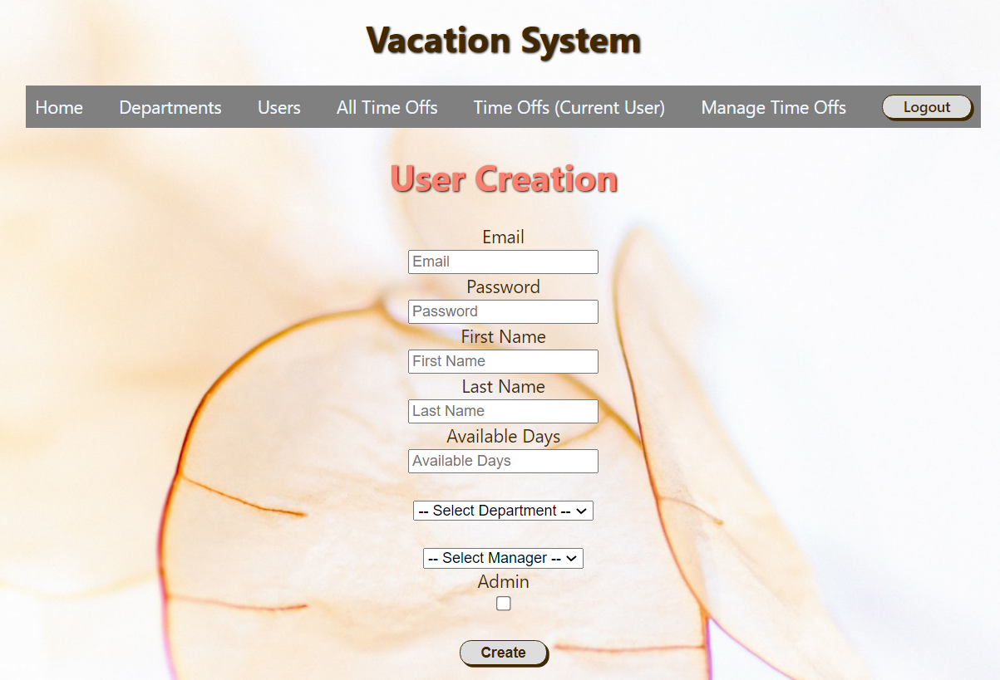 Vacation System
Home Departments Users All Time Offs Time Offs (Current User) Manage Time Offs Logout
User Creation
Email
Email
Password
Password
First Name
First Name
Last Name
Last Name
Available Days
Available Days
-- Select Department --
-- Select Manager --
Admin
Create